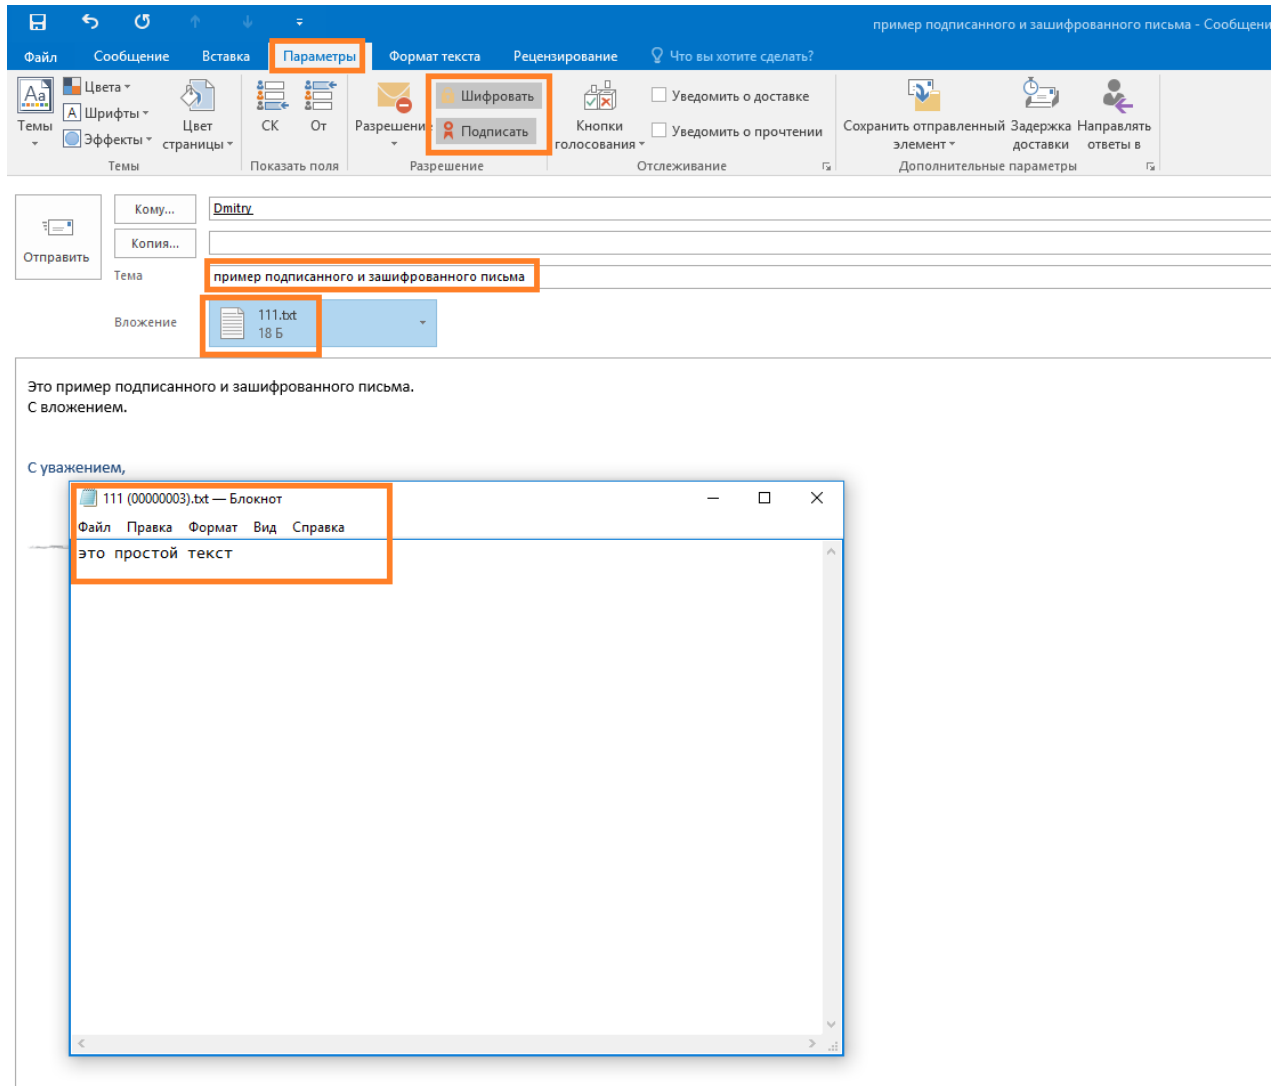 пример подписанного и зашифрованного письма - Сообщени
Файл Сообщение Вставка Параметры Формат текста Рецензирование Что вы хотите сделать?
Aa Цвета Шифровать Уведомить о доставке
A Шрифты Подписать Уведомить о прочтении
Эффекты
Темы Цвет страницы СК От Разрешение Кнопки голосования Сохранить отправленный элемент Задержка доставки Направлять ответы в
Темы Показать поля Разрешение Отслеживание Дополнительные параметры
Отправить
Кому... Dmitry
Копия...
Тема пример подписанного и зашифрованного письма
Вложение 111.txt
18 Б
Это пример подписанного и зашифрованного письма.
С вложением.
С уважением,
111 (00000003).txt — Блокнот
Файл Правка Формат Вид Справка
это простой текст